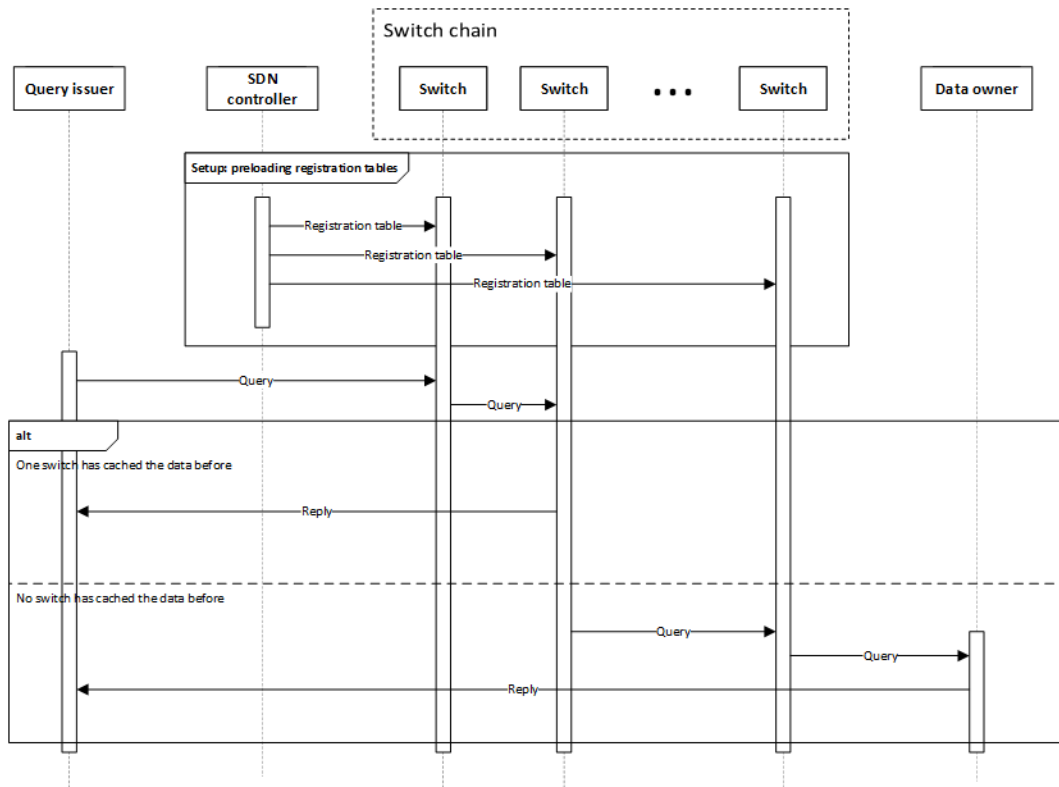 Switch chain
Query issuer
SDN
controller
Switch
Switch
...
Switch
Data owner
Setup: preloading registration tables
Registration table
Registration table
Registration table
Query
Query
alt
One switch has cached the data before
Reply
No switch has cached the data before
Query
Query
Reply